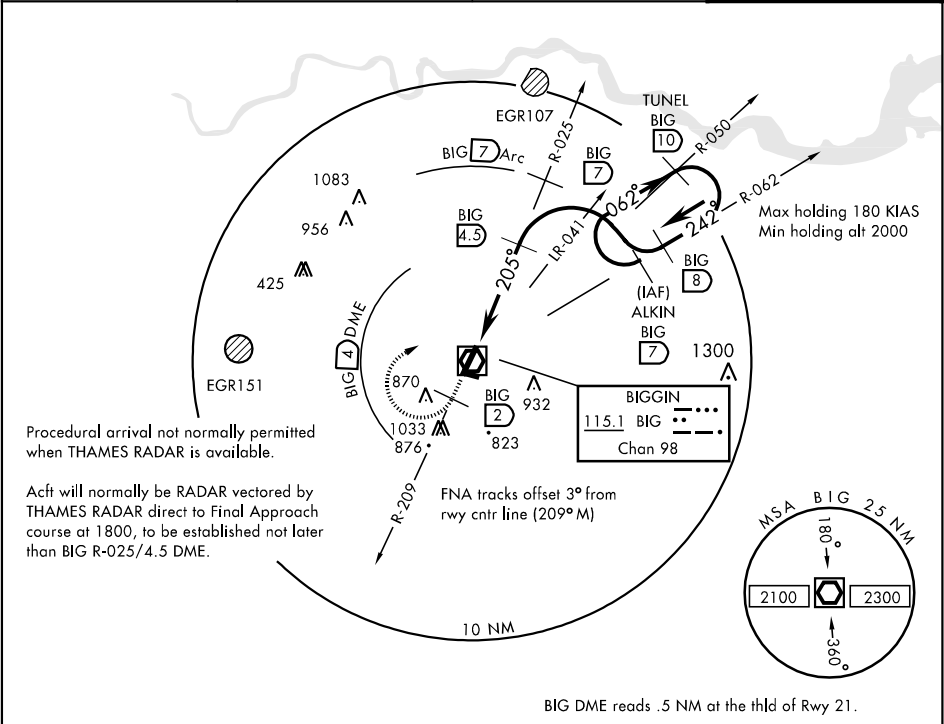 TUNEL
BIG
10
EGR107
R-025
R-050
BIG 7 Arc
BIG
7
R-062
1083
956
425
BIG
4.5
LR-041
062°
242°
Max holding 180 KIAS
Min holding alt 2000
205°
BIG
8
(IAF)
ALKIN
BIG
7
1300
BIG 4 DME
EGR151
870
BIG
2
932
1033
876
823
BIGGIN
115.1 BIG
Chan 98
Procedural arrival not normally permitted
when THAMES RADAR is available.
R-209
FNA tracks offset 3° from
rwy cntr line (209° M)
Acft will normally be RADAR vectored by
THAMES RADAR direct to Final Approach
course at 1800, to be established not later
than BIG R-025/4.5 DME.
10 NM
MSA BIG 25 NM
180°
2100
2300
360°
BIG DME reads .5 NM at the thld of Rwy 21.